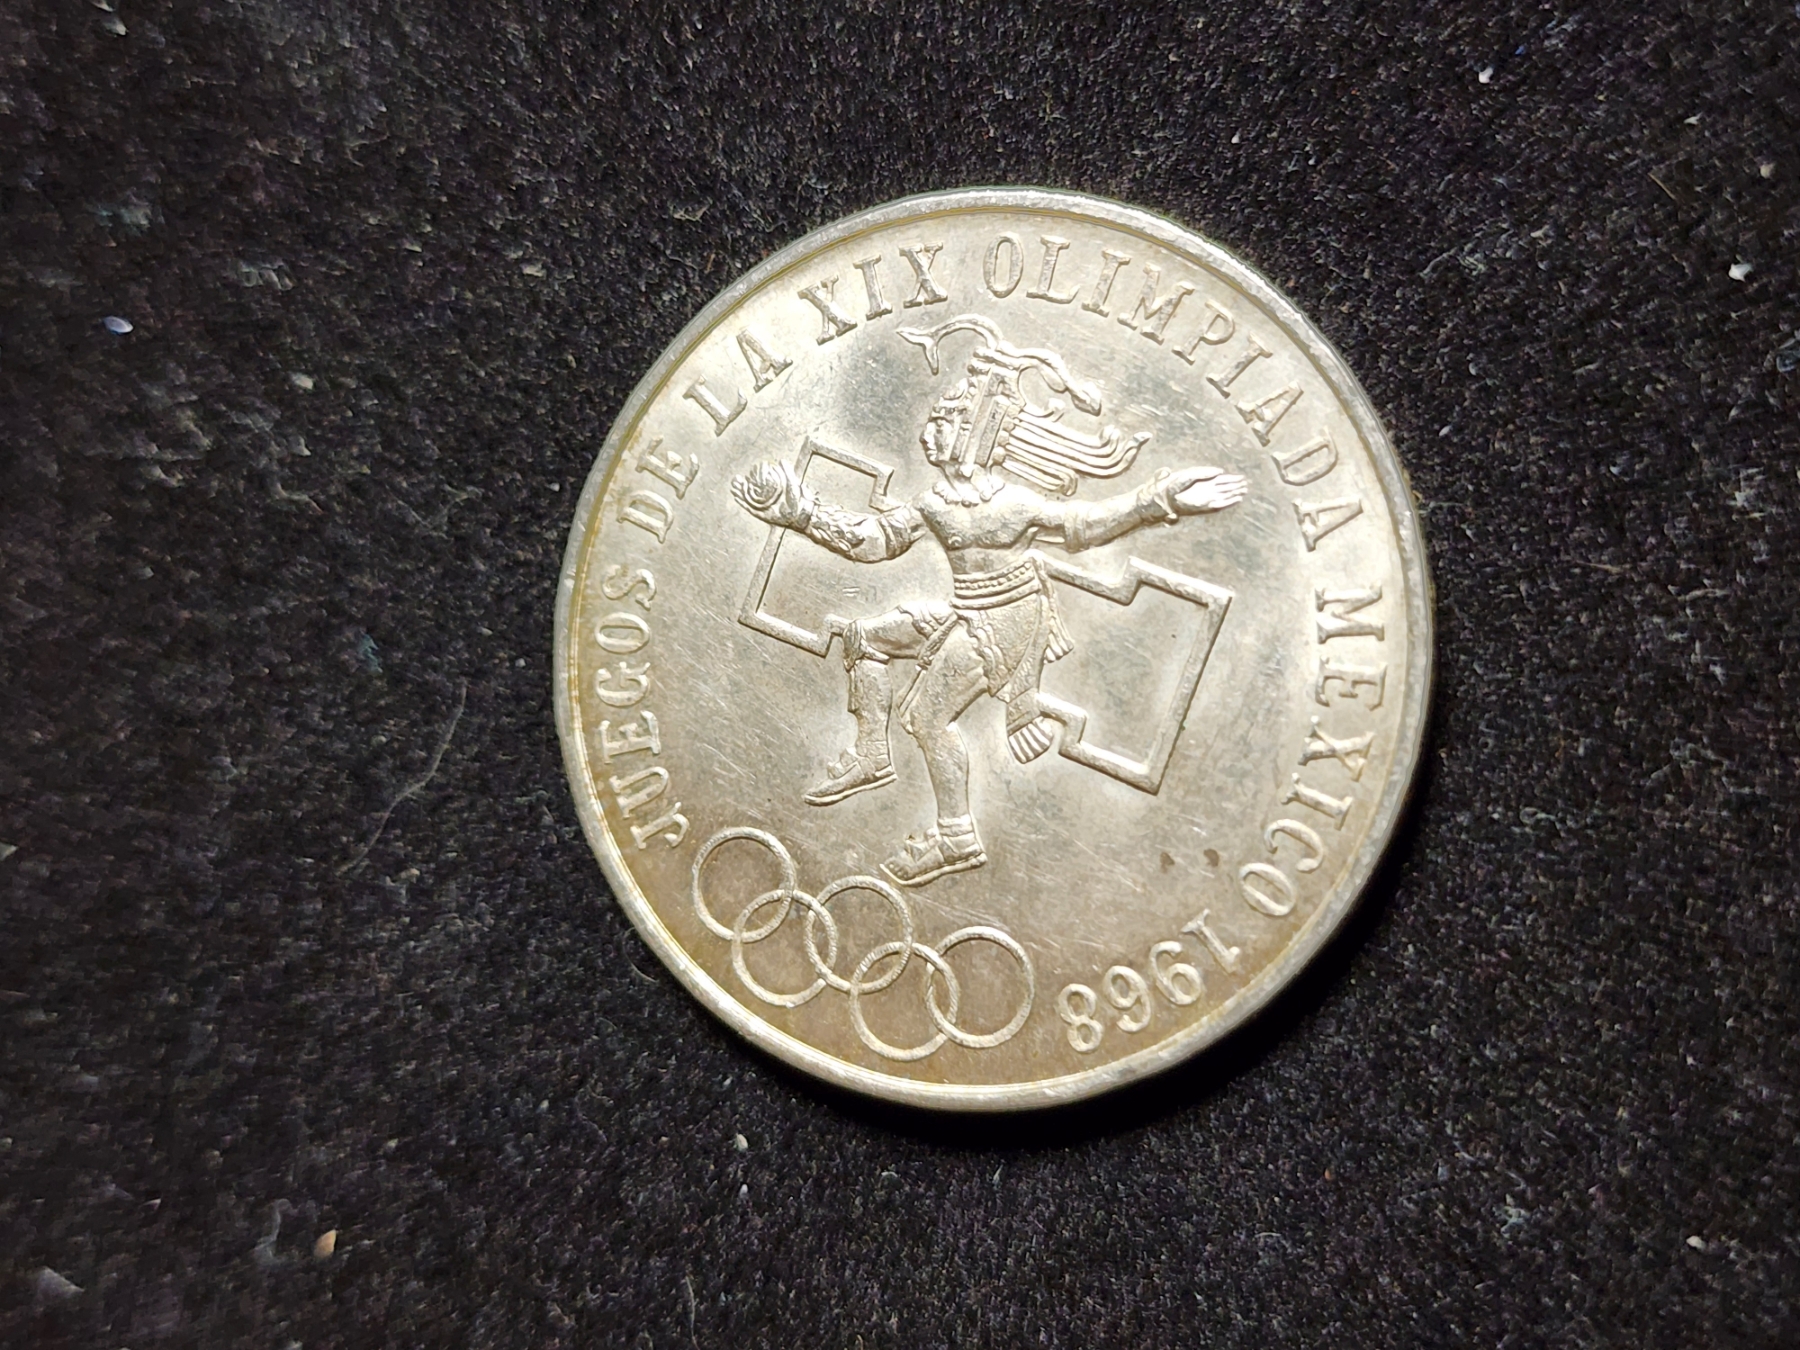 JUEGOS DE LA XIX OLIMPIADA MEXICO 1968